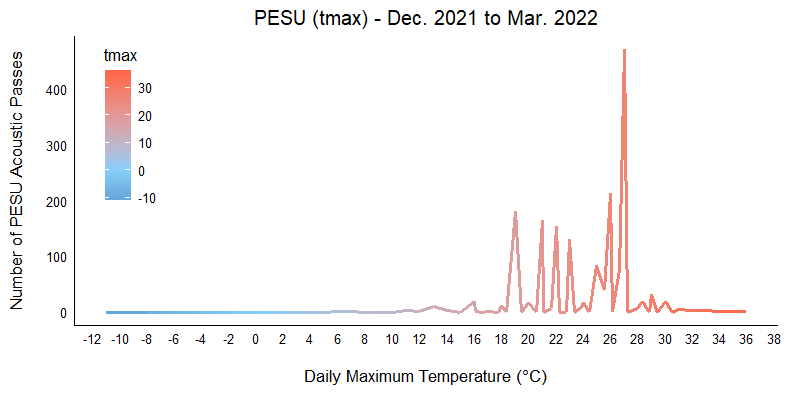 PESU (tmax) - Dec. 2021 to Mar. 2022
Number of PESU Acoustic Passes
tmax
30
20
10
0
-10
400
300
200
100
0
-12 -10 -8 -6 -4 -2 0 2 4 6 8 10 12 14 16 18 20 22 24 26 28 30 32 34 36 38
Daily Maximum Temperature (°C)